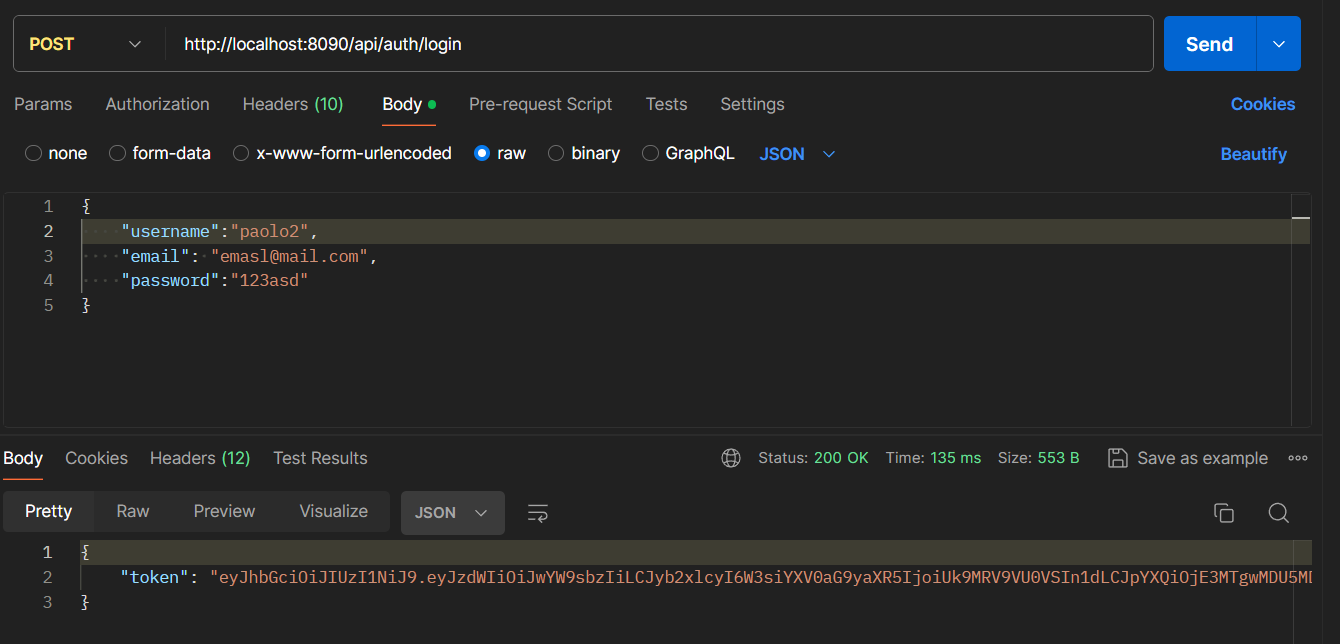 POST http://localhost:8090/api/auth/login Send
Params Authorization Headers (10) Body Pre-request Script Tests Settings Cookies
none form-data x-www-form-urlencoded raw binary GraphQL JSON Beautify
1 {
2 "username":"paolo2",
3 "email": "emasl@mail.com",
4 "password":"123asd"
5 }
Body Cookies Headers (12) Test Results Status: 200 OK Time: 135 ms Size: 553 B Save as example
Pretty Raw Preview Visualize JSON
1 {
2 "token": "eyJhbGciOiJIUzI1NiJ9.eyJzdWIiOiJwYW9sbzIiLCJyb2xlcyI6W3siYXV0aG9yaXR5IjoiUk9MRV9VU0VSIn1dLCJpYXQiOjE3MTgwMDU5MD
3 }